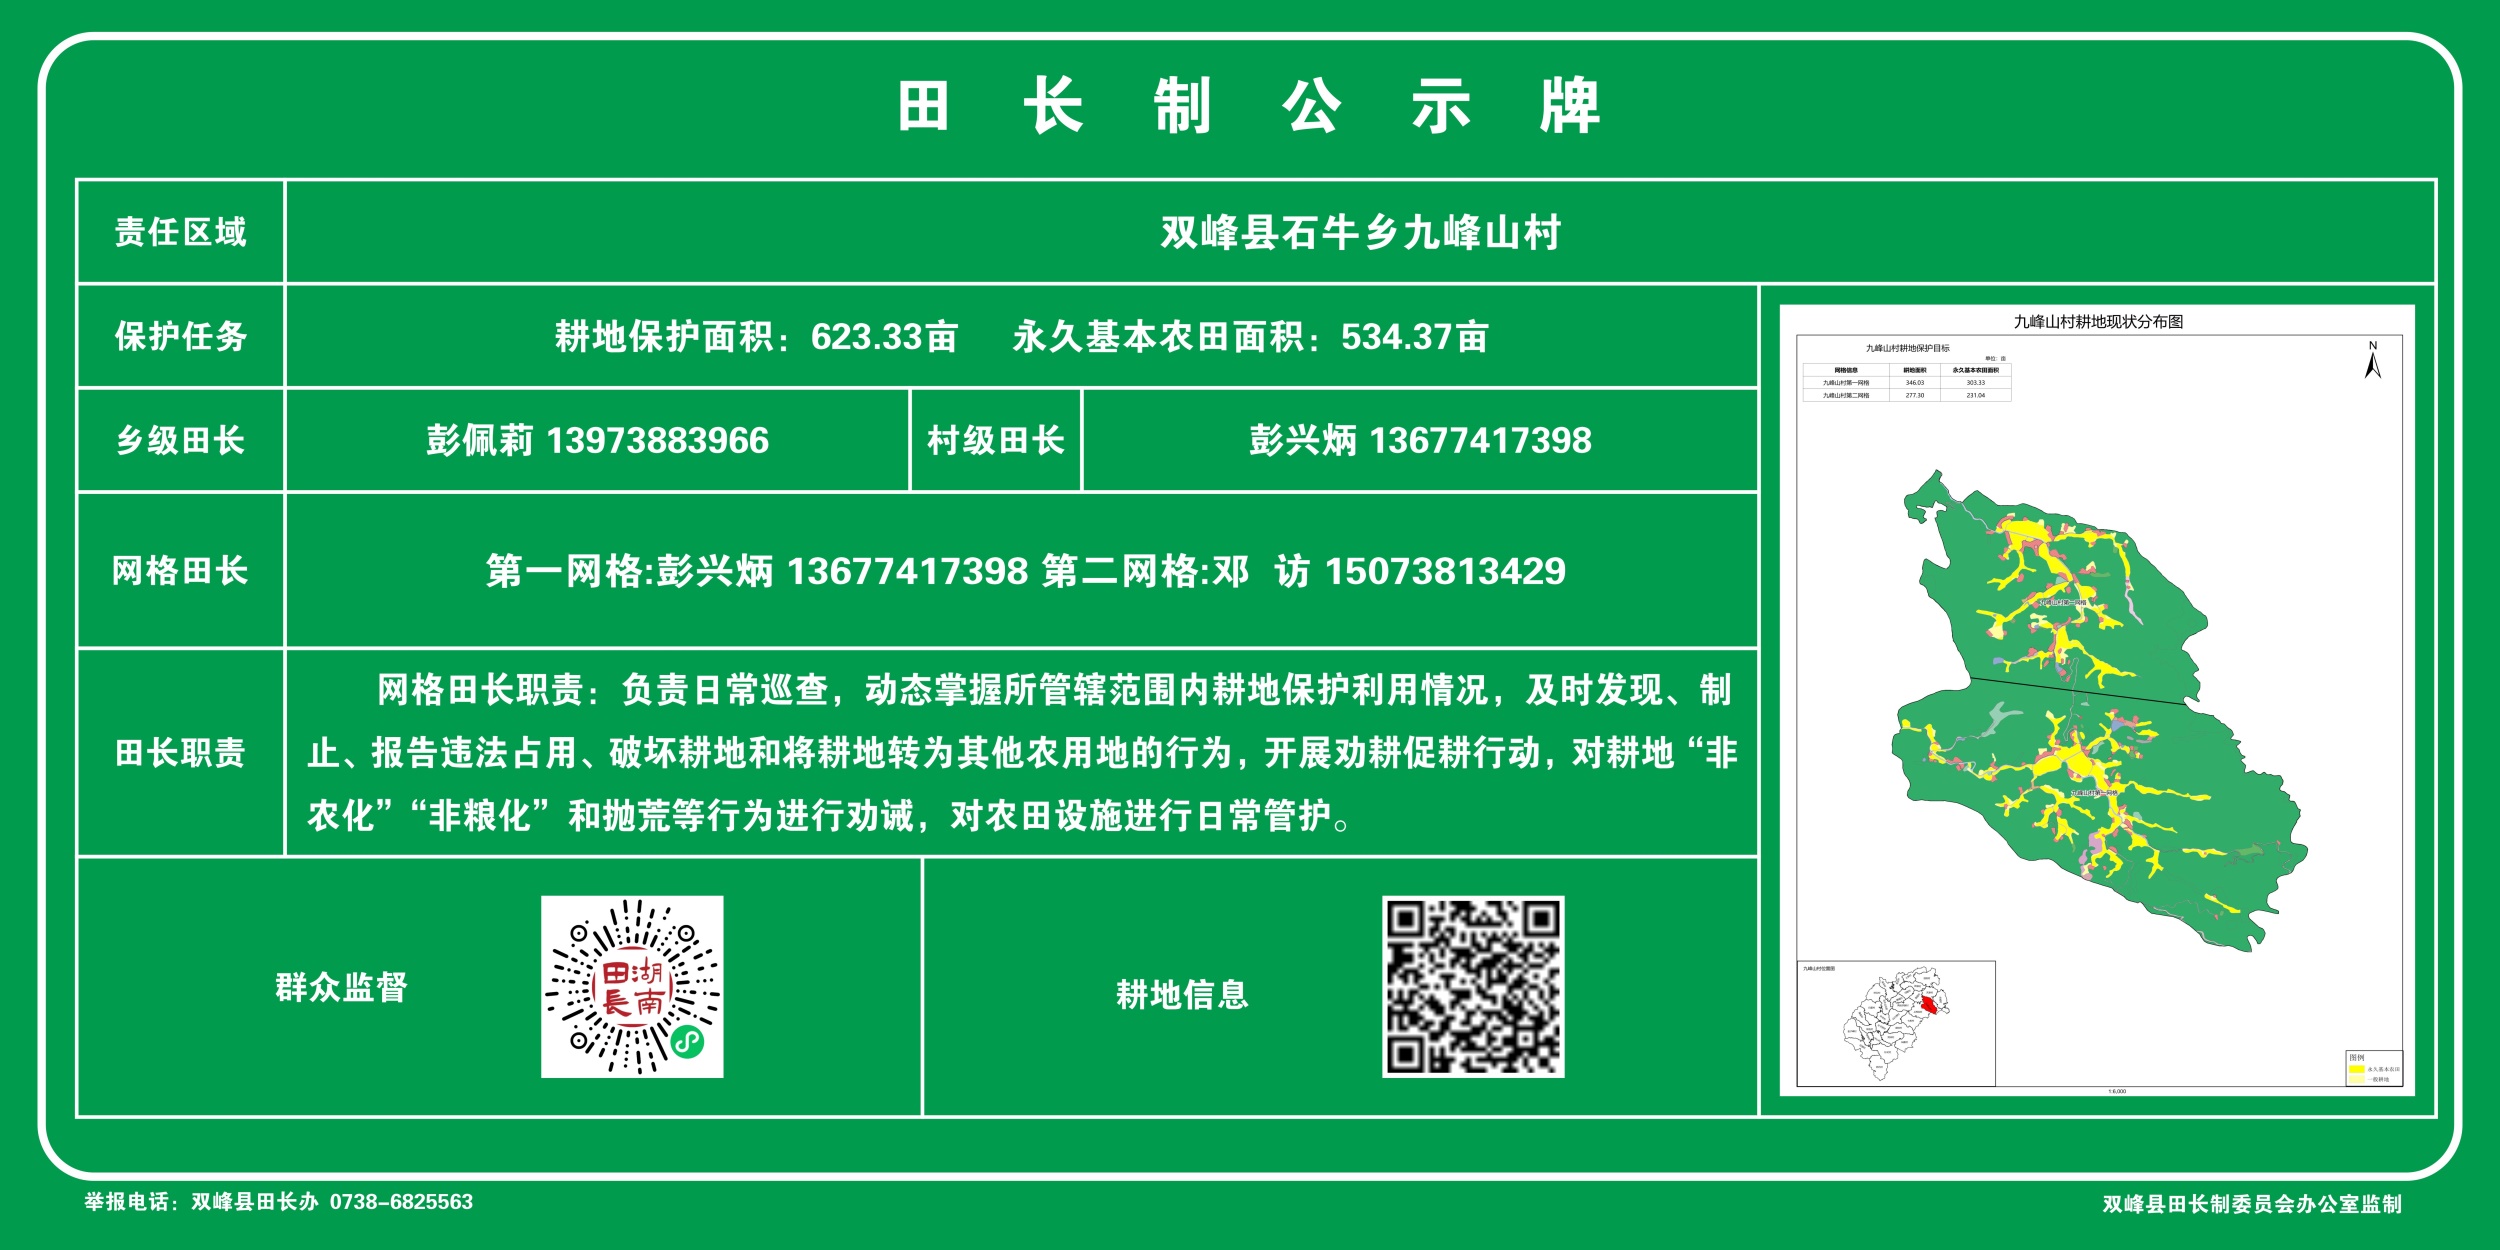 田长制公示牌
责任区域
双峰县石牛乡九峰山村
保护任务
耕地保护面积：623.33亩 永久基本农田面积：534.37亩
乡级田长
彭佩药 13973883966
村级田长
彭兴炳 13677417398
网格田长
第一网格:彭兴炳 13677417398 第二网格:邓 访 15073813429
田长职责
网格田长职责：负责日常巡查，动态掌握所管辖范围内耕地保护利用情况，及时发现、制
止、报告违法占用、破坏耕地和将耕地转为其他农用地的行为，开展劝耕促耕行动，对耕地“非
农化”“非粮化”和抛荒等行为进行劝诫，对农田设施进行日常管护。
群众监督
湖南
田长
耕地信息
九峰山村耕地现状分布图
九峰山村耕地保护目标
单位：亩
网格信息 耕地面积 永久基本农田面积
九峰山村第一网格 346.03 303.33
九峰山村第二网格 277.30 231.04
N
九峰山村第一网格
九峰山村位置图
图例
永久基本农田
一般耕地
1:6,000
举报电话：双峰县田长办 0738-6825563
双峰县田长制委员会办公室监制